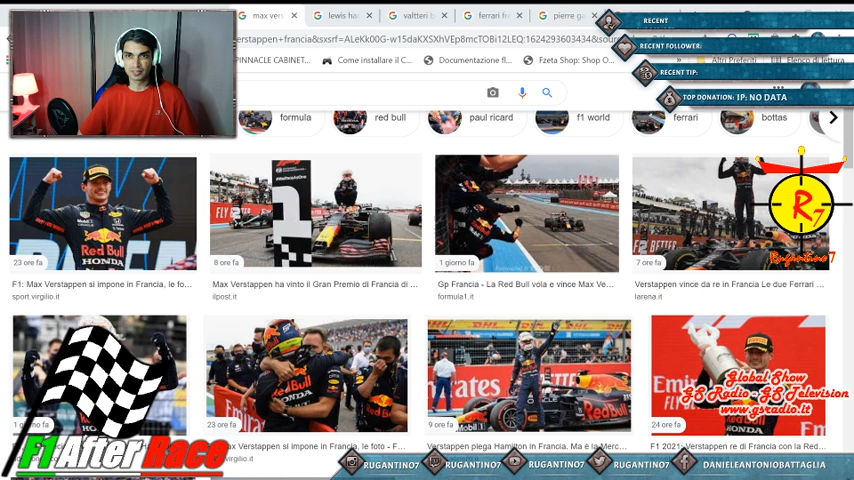 max vers
lewis ham
valtteri b
ferrari fr
pierre ga
erstappen+francia&sxsrf=ALeKk00G-w15daKXSXhVEp8mcTOBi12LEQ:1624293603434&sou
PINNACLE CABINET...
Come installare il C...
Documentazione fl...
Fzeta Shop: Shop O...
Altri Preferiti
Elenco di lettura
RECENT
RECENT FOLLOWER:
RECENT TIP:
TOP DONATION: IP: NO DATA
formula
red bull
paul ricard
f1 world
ferrari
bottas
23 ore fa
8 ore fa
1 giorno fa
7 ore fa
F1: Max Verstappen si impone in Francia, le fo...
sport.virgilio.it
Max Verstappen ha vinto il Gran Premio di Francia di ...
ilpost.it
Gp Francia - La Red Bull vola e vince Max Ve...
formula1.it
Verstappen vince da re in Francia Le due Ferrari ...
larena.it
R7
Rugantino7
23 ore fa
9 ore fa
24 ore fa
Global Show
GS Radio - GS Television
www.gsradio.it
x Verstappen si impone in Francia, le foto - F...
virgilio.it
Verstappen piega Hamilton in Francia. Ma è la Merc...
F1 2021: Verstappen re di Francia con la Red...
F1 After Race
RUGANTINO7
RUGANTINO7
RUGANTINO7
RUGANTINO7
DANIELEANTONIOBATTAGLIA